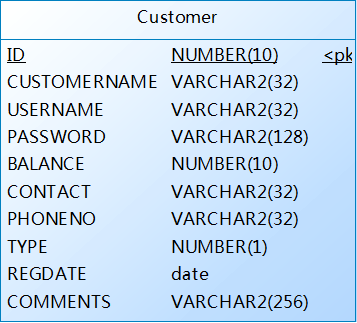 Customer
ID NUMBER(10) <pk
CUSTOMERNAME VARCHAR2(32)
USERNAME VARCHAR2(32)
PASSWORD VARCHAR2(128)
BALANCE NUMBER(10)
CONTACT VARCHAR2(32)
PHONENO VARCHAR2(32)
TYPE NUMBER(1)
REGDATE date
COMMENTS VARCHAR2(256)